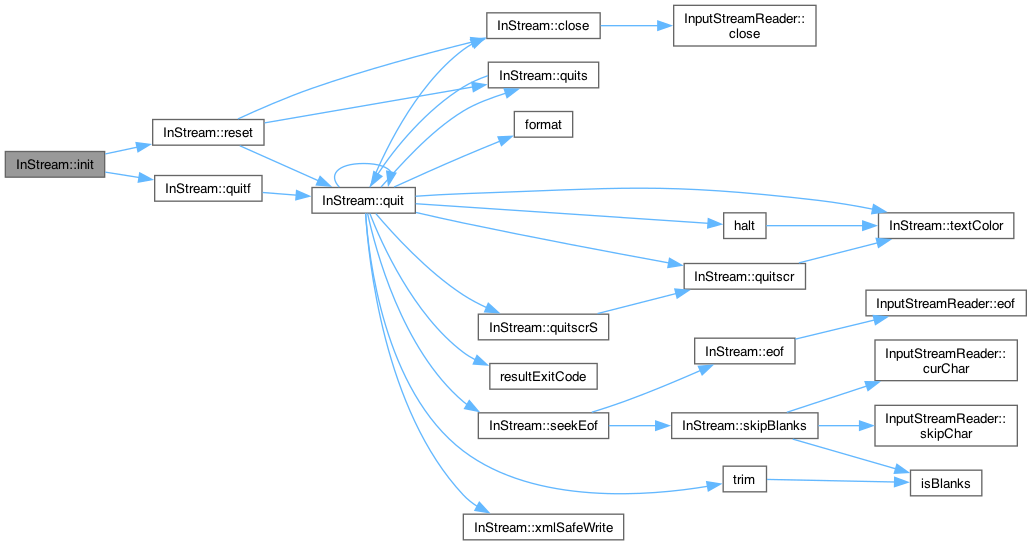 InStream::init
InStream::reset
InStream::quitf
InStream::quit
InStream::close
InStream::quits
format
InStream::quitscrS
resultExitCode
InStream::seekEof
InStream::xmlSafeWrite
InputStreamReader::
close
halt
InStream::quitscr
InStream::eof
InStream::skipBlanks
trim
InStream::textColor
InputStreamReader::eof
InputStreamReader::
curChar
InputStreamReader::
skipChar
isBlanks